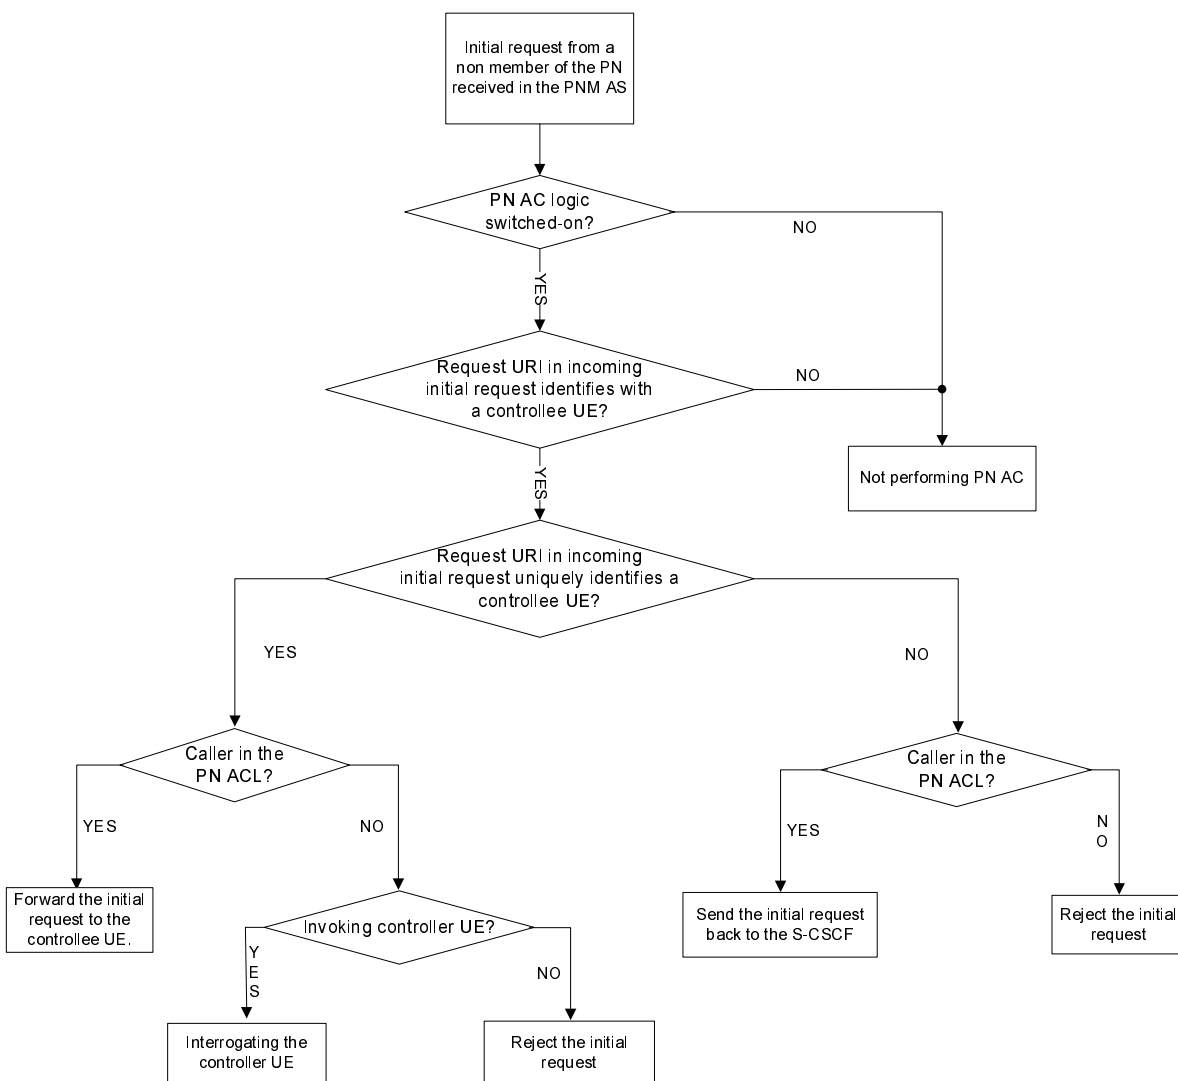 Initial request from a
non member of the PN
received in the PNM AS
PN AC logic
switched-on?
NO
YES
Request URI in incoming
initial request identifies with
a controllee UE?
NO
YES
Not performing PN AC
Request URI in incoming
initial request uniquely identifies a
controllee UE?
YES
NO
Caller in the
PN ACL?
Caller in the
PN ACL?
YES
NO
YES
N
O
Forward the initial
request to the
controllee UE.
Invoking controller UE?
Send the initial request
back to the S-CSCF
Reject the initial
request
Y
E
S
NO
Interrogating the
controller UE
Reject the initial
request